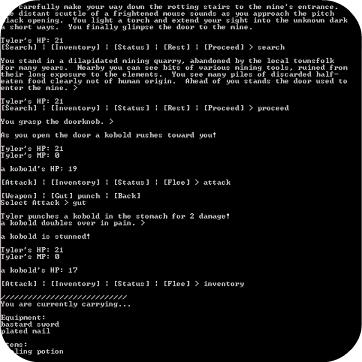 carefully make your way down the rotting stairs to the mine's entrance.
he distant scuttle of a frightened mouse sounds as you approach the pitch
black opening. You light a torch and extend your sight into the unknown dark
a short ways. You finally glimpse the door to the mine.
Tyler's HP: 21
[Search] | [Inventory] | [Status] | [Rest] | [Proceed] > search
You stand in a dilapidated mining quarry, abandoned by the local townsfolk
for many years. Nearby you can see bits of various mining tools, ruined from
their long exposure to the elements. You see many piles of discarded half-
eaten food clearly not of human origin. Ahead of you stands the door used to
enter the mine. >
Tyler's HP: 21
[Search] | [Inventory] | [Status] | [Rest] | [Proceed] > proceed
You grasp the doorknob. >
As you open the door a kobold rushes toward you!
Tyler's HP: 21
Tyler's MP: 0
a kobold's HP: 19
[Attack] | [Inventory] | [Status] | [Flee] > attack
[Weapon] | [Gut] punch | [Back]
Select Attack > gut
Tyler punches a kobold in the stomach for 2 damage!
a kobold doubles over in pain. >
a kobold is stunned!
Tyler's HP: 21
Tyler's MP: 0
a kobold's HP: 17
[Attack] | [Inventory] | [Status] | [Flee] > inventory
////////////////////////////
You are currently carrying...
Equipment:
bastard sword
plated mail
tems:
ling potion